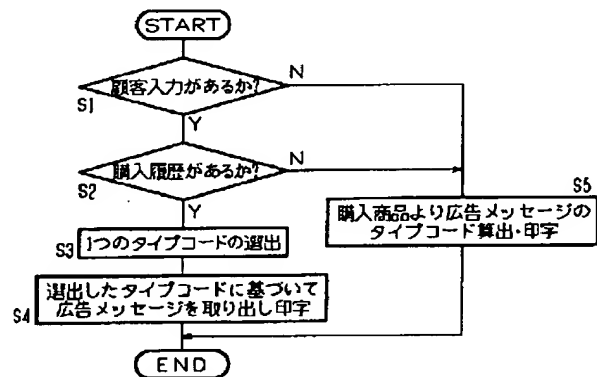 START
顧客入力があるか?
N
S1
Y
購入履歴があるか?
N
S2
Y
S5
購入商品より広告メッセージの
タイプコード算出・印字
S3
1つのタイプコードの選出
選出したタイプコードに基づいて
広告メッセージを取り出し印字
S4
END